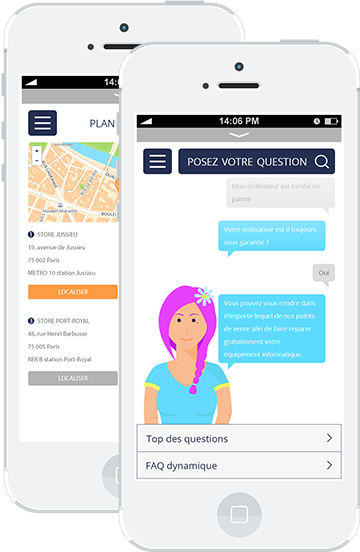 14:0
PLAN
Maubert-Mutualité
BOULE
STORE JUSSIEU
19, avenue de Jussieu
75 002 Paris
METRO 10 station Jussieu
LOCALISER
STORE PORT-ROYAL
48, rue Henri Barbusse
75 005 Paris
RER B station Port-Royal
LOCALISER
14:06 PM
POSEZ VOTRE QUESTION
Mon ordinateur est tombé en
panne
Votre ordinateur est-il toujours
sous garantie ?
Oui
Vous pouvez vous rendre dans
n'importe lequel de nos points
de vente afin de faire réparer
gratuitement votre
équipement informatique.
Top des questions
FAQ dynamique